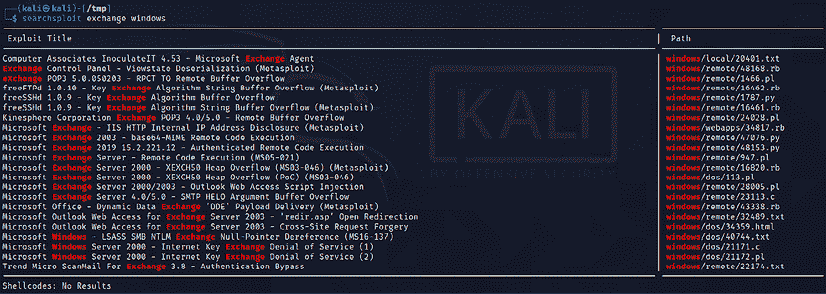 (kali㉿kali)-[/tmp]
$ searchsploit exchange windows
Exploit Title | Path
Computer Associates InoculateIT 4.53 - Microsoft Exchange Agent | windows/local/20401.txt
Exchange Control Panel - Viewstate Deserialization (Metasploit) | windows/remote/48168.rb
eXchange POP3 5.0.050203 - RPCT TO Remote Buffer Overflow | windows/remote/1466.pl
freeFTPd 1.0.10 - Key Exchange Algorithm String Buffer Overflow (Metasploit) | windows/remote/16462.rb
freeSSHd 1.0.9 - Key Exchange Algorithm Buffer Overflow | windows/remote/1787.py
freeSSHd 1.0.9 - Key Exchange Algorithm String Buffer Overflow (Metasploit) | windows/remote/16461.rb
Kinesphere Corporation Exchange POP3 4.0/5.0 - Remote Buffer Overflow | windows/remote/24028.pl
Microsoft Exchange - IIS HTTP Internal IP Address Disclosure (Metasploit) | windows/webapps/34817.rb
Microsoft Exchange 2003 - base64-MIME Remote Code Execution | windows/remote/47076.py
Microsoft Exchange 2019 15.2.221.12 - Authenticated Remote Code Execution | windows/remote/48153.py
Microsoft Exchange Server - Remote Code Execution (MS05-021) | windows/remote/947.pl
Microsoft Exchange Server 2000 - XEXCH50 Heap Overflow (MS03-046) (Metasploit) | windows/remote/16820.rb
Microsoft Exchange Server 2000 - XEXCH50 Heap Overflow (PoC) (MS03-046) | windows/dos/113.pl
Microsoft Exchange Server 2000/2003 - Outlook Web Access Script Injection | windows/remote/28005.pl
Microsoft Exchange Server 4.0/5.0 - SMTP HELO Argument Buffer Overflow | windows/remote/23113.c
Microsoft Office - Dynamic Data Exchange 'DDE' Payload Delivery (Metasploit) | windows/remote/43338.rb
Microsoft Outlook Web Access for Exchange Server 2003 - 'redir.asp' Open Redirection | windows/remote/32489.txt
Microsoft Outlook Web Access for Exchange Server 2003 - Cross-Site Request Forgery | windows/dos/34359.html
Microsoft Windows - LSASS SMB NTLM Exchange Null-Pointer Dereference (MS16-137) | windows/dos/40744.txt
Microsoft Windows Server 2000 - Internet Key Exchange Denial of Service (1) | windows/dos/21171.c
Microsoft Windows Server 2000 - Internet Key Exchange Denial of Service (2) | windows/dos/21172.pl
Trend Micro ScanMail For Exchange 3.8 - Authentication Bypass | windows/remote/22174.txt
Shellcodes: No Results
KALI